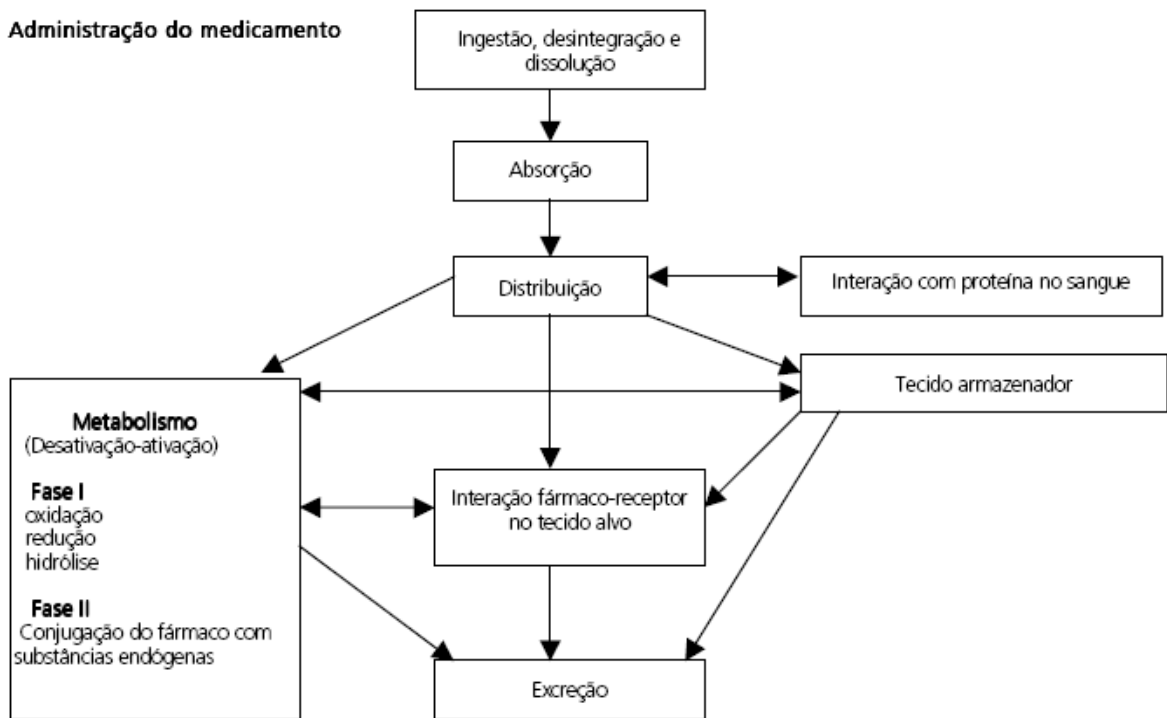 Administração do medicamento
Ingestão, desintegração e
dissolução
Absorção
Distribuição
Interação com proteína no sangue
Tecido armazenador
Metabolismo
(Desativação-ativação)
Fase I
oxidação
redução
hidrólise
Fase II
Conjugação do fármaco com
substâncias endógenas
Interação fármaco-receptor
no tecido alvo
Excreção